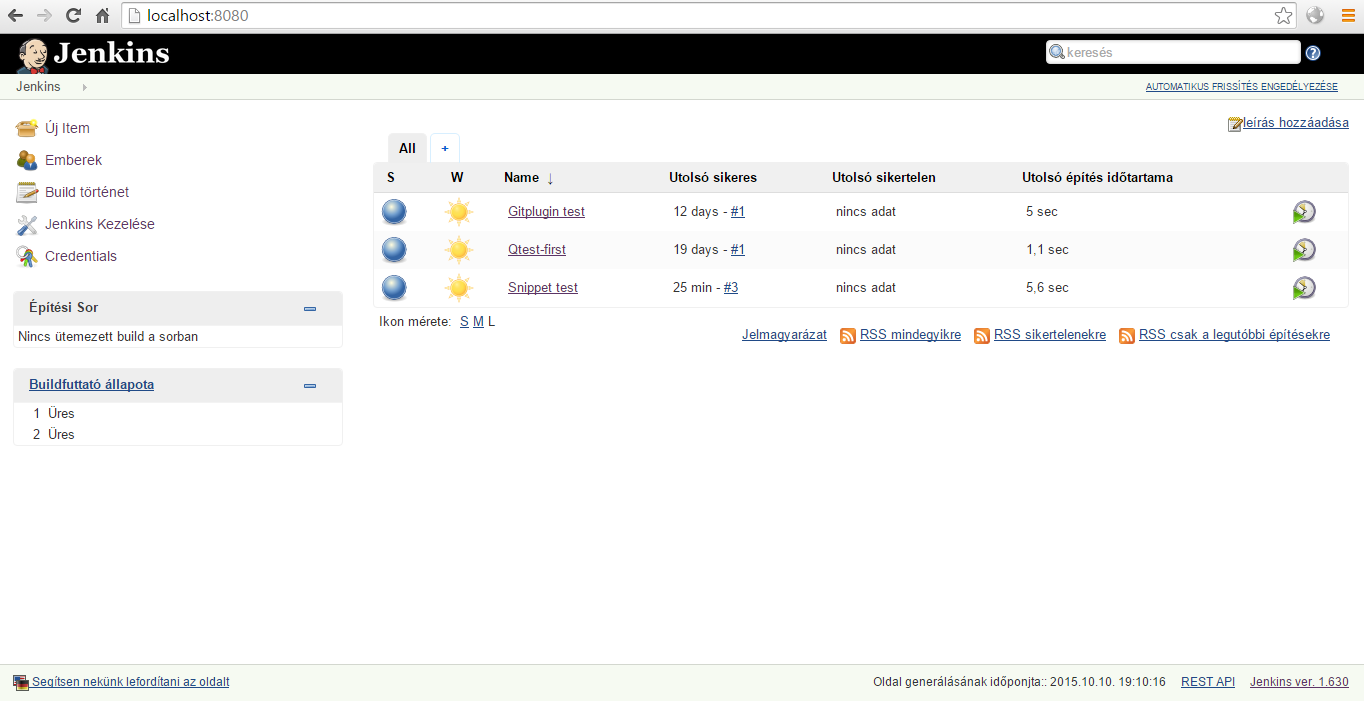 localhost:8080
Jenkins
keresés
Jenkins
AUTOMATIKUS FRISSÍTÉS ENGEDÉLYEZÉSE
Új Item
Emberek
Build történet
Jenkins Kezelése
Credentials
Építési Sor
Nincs ütemezett build a sorban
Buildfuttató állapota
1 Üres
2 Üres
leírás hozzáadása
All +
S W Name ↓ Utolsó sikeres Utolsó sikertelen Utolsó építés időtartama
Gitplugin test 12 days - #1 nincs adat 5 sec
Qtest-first 19 days - #1 nincs adat 1,1 sec
Snippet test 25 min - #3 nincs adat 5,6 sec
Ikon mérete: S M L
Jelmagyarázat RSS mindegyikre RSS sikertelenekre RSS csak a legutóbbi építésekre
Segítsen nekünk lefordítani az oldalt
Oldal generálásának időponjta:: 2015.10.10. 19:10:16 REST API Jenkins ver. 1.630